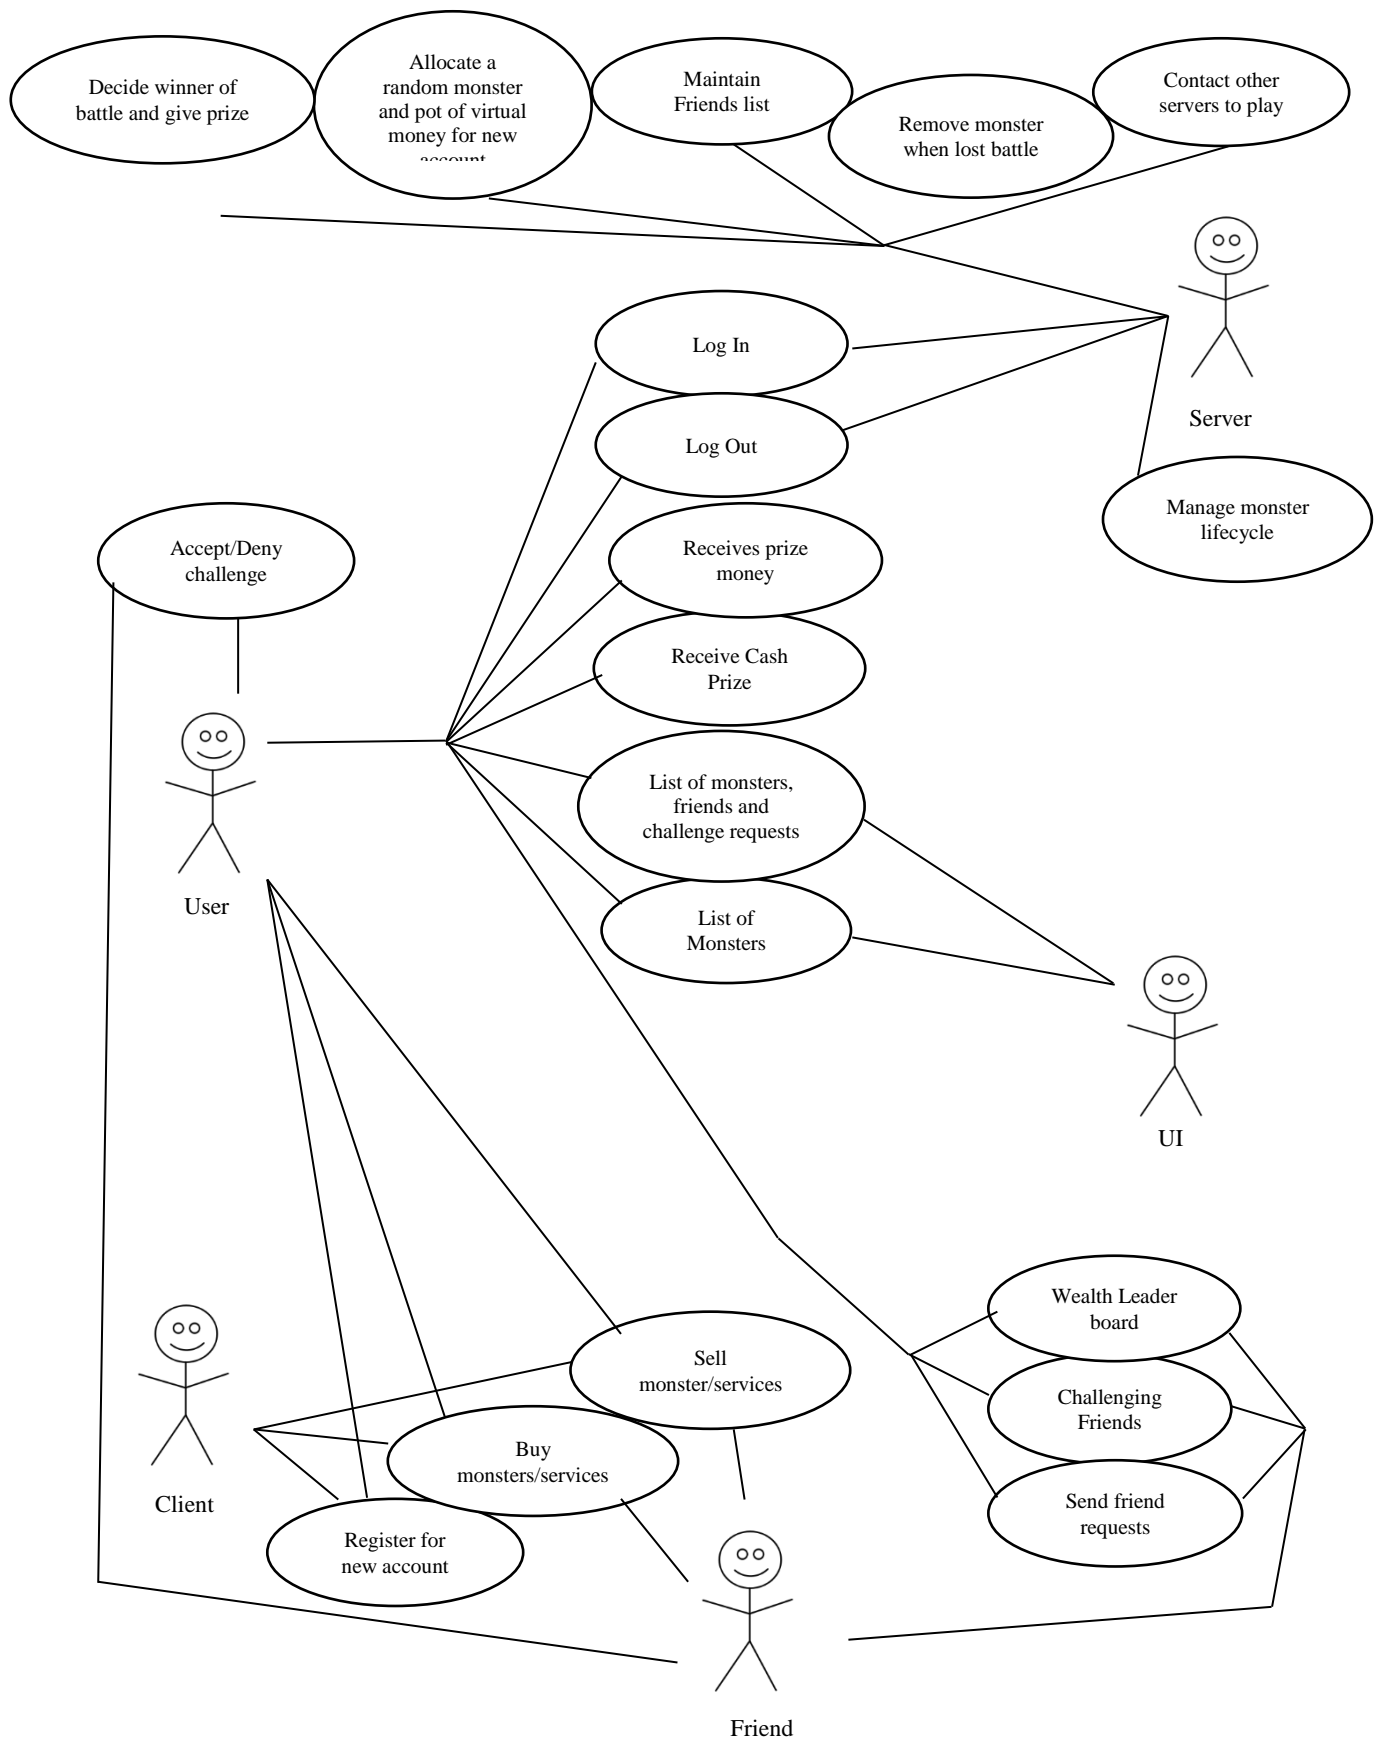 Decide winner of
battle and give prize
Allocate a
random monster
and pot of virtual
money for new
account
Maintain
Friends list
Remove monster
when lost battle
Contact other
servers to play
Server
Log In
Log Out
Manage monster
lifecycle
Accept/Deny
challenge
Receives prize
money
Receive Cash
Prize
List of monsters,
friends and
challenge requests
User
List of
Monsters
UI
Wealth Leader
board
Sell
monster/services
Challenging
Friends
Buy
monsters/services
Client
Send friend
requests
Register for
new account
Friend